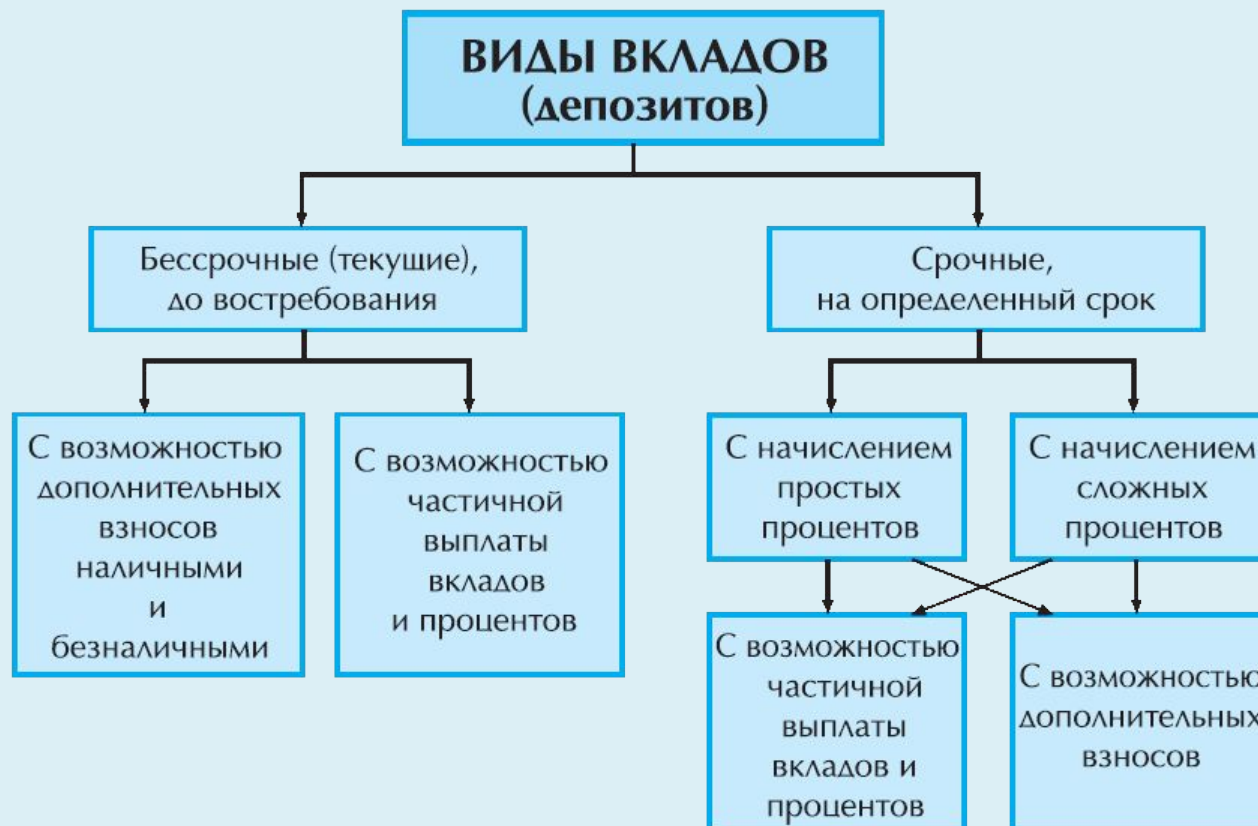 ВИДЫ ВКЛАДОВ
(депозитов)
Бессрочные (текущие),
до востребования
Срочные,
на определенный срок
С возможностью
дополнительных
взносов
наличными
и
безналичными
С возможностью
частичной
выплаты
вкладов
и процентов
С начислением
простых
процентов
С начислением
сложных
процентов
С возможностью
частичной
выплаты
вкладов и
процентов
С возможностью
дополнительных
взносов